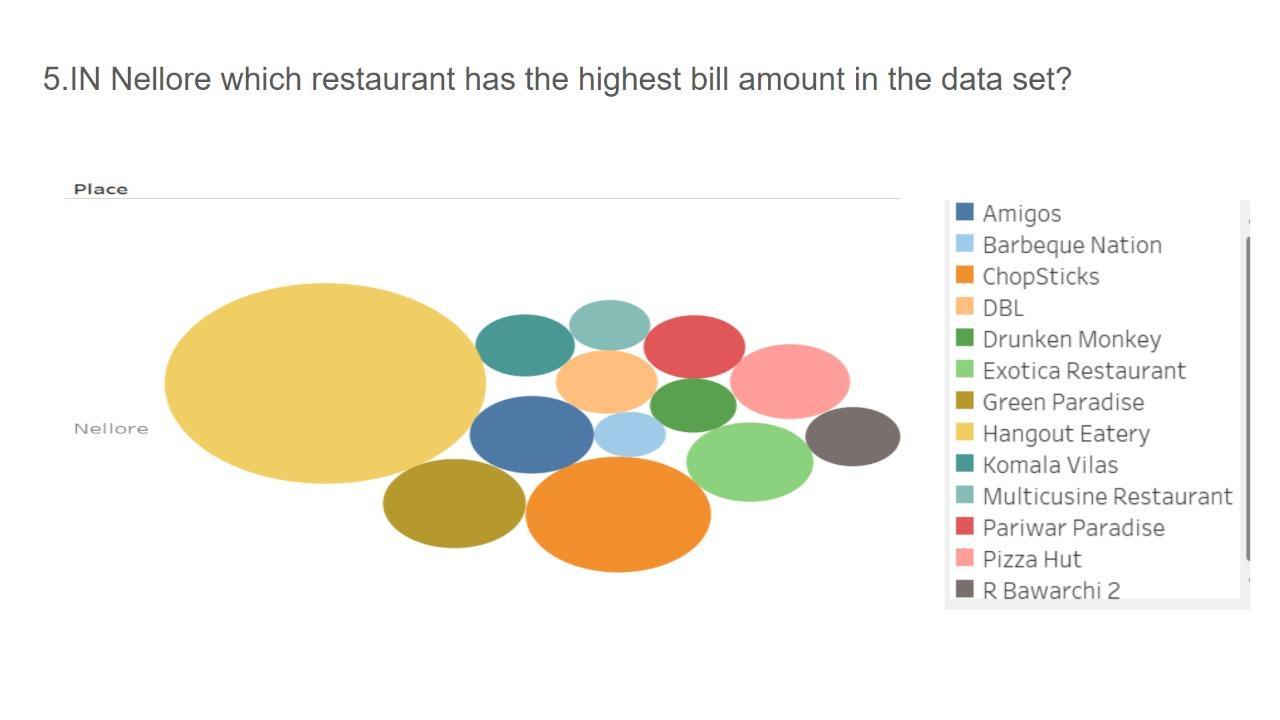 5.IN Nellore which restaurant has the highest bill amount in the data set?
Place
Nellore
Amigos
Barbeque Nation
ChopSticks
DBL
Drunken Monkey
Exotica Restaurant
Green Paradise
Hangout Eatery
Komala Vilas
Multicusine Restaurant
Pariwar Paradise
Pizza Hut
R Bawarchi 2